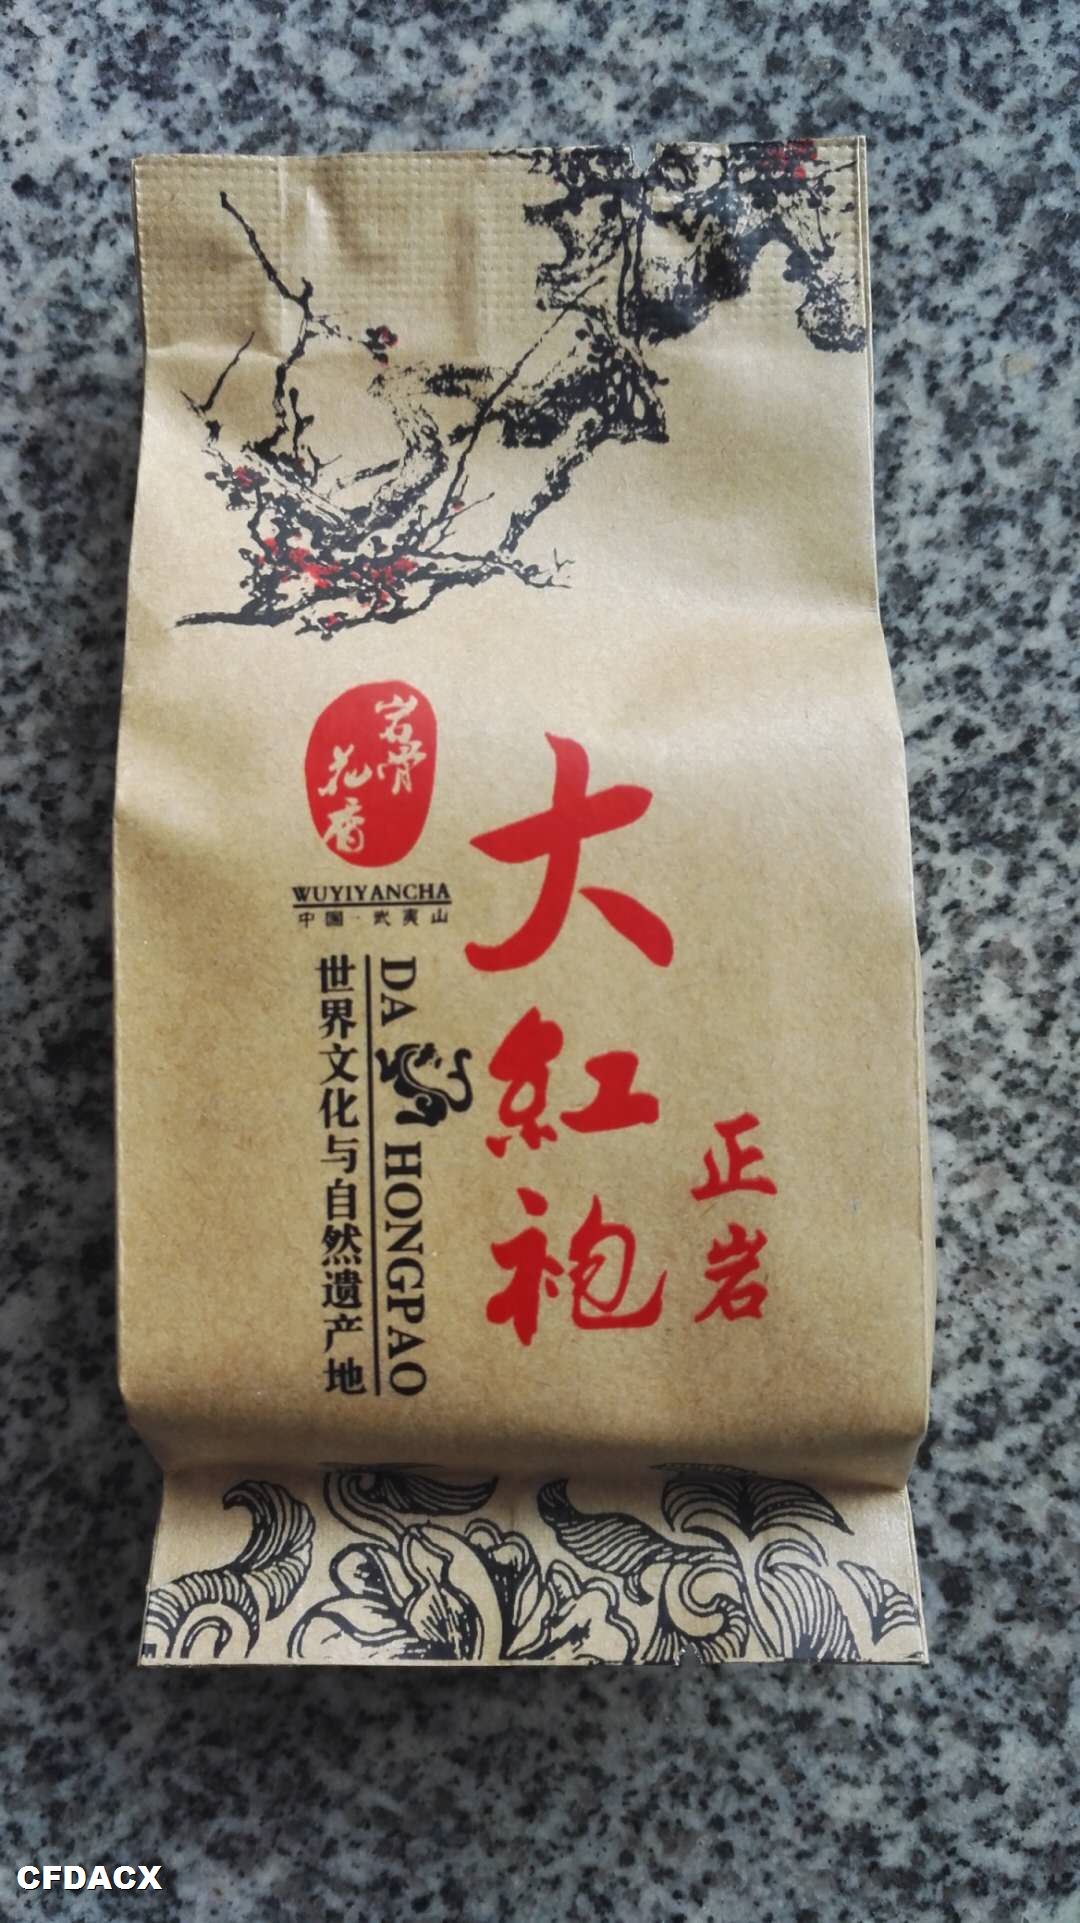 岩骨
花香
WUYIYANCHA
中国·武夷山
大红袍
正岩
DA HONGPAO
世界文化与自然遗产地
CFDACX